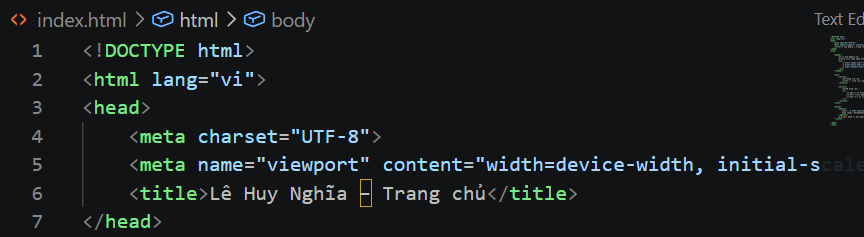 index.html > html > body
Text Ed
1 <!DOCTYPE html>
2 <html lang="vi">
3 <head>
4 <meta charset="UTF-8">
5 <meta name="viewport" content="width=device-width, initial-scale
6 <title>Lê Huy Nghĩa – Trang chủ</title>
7 </head>